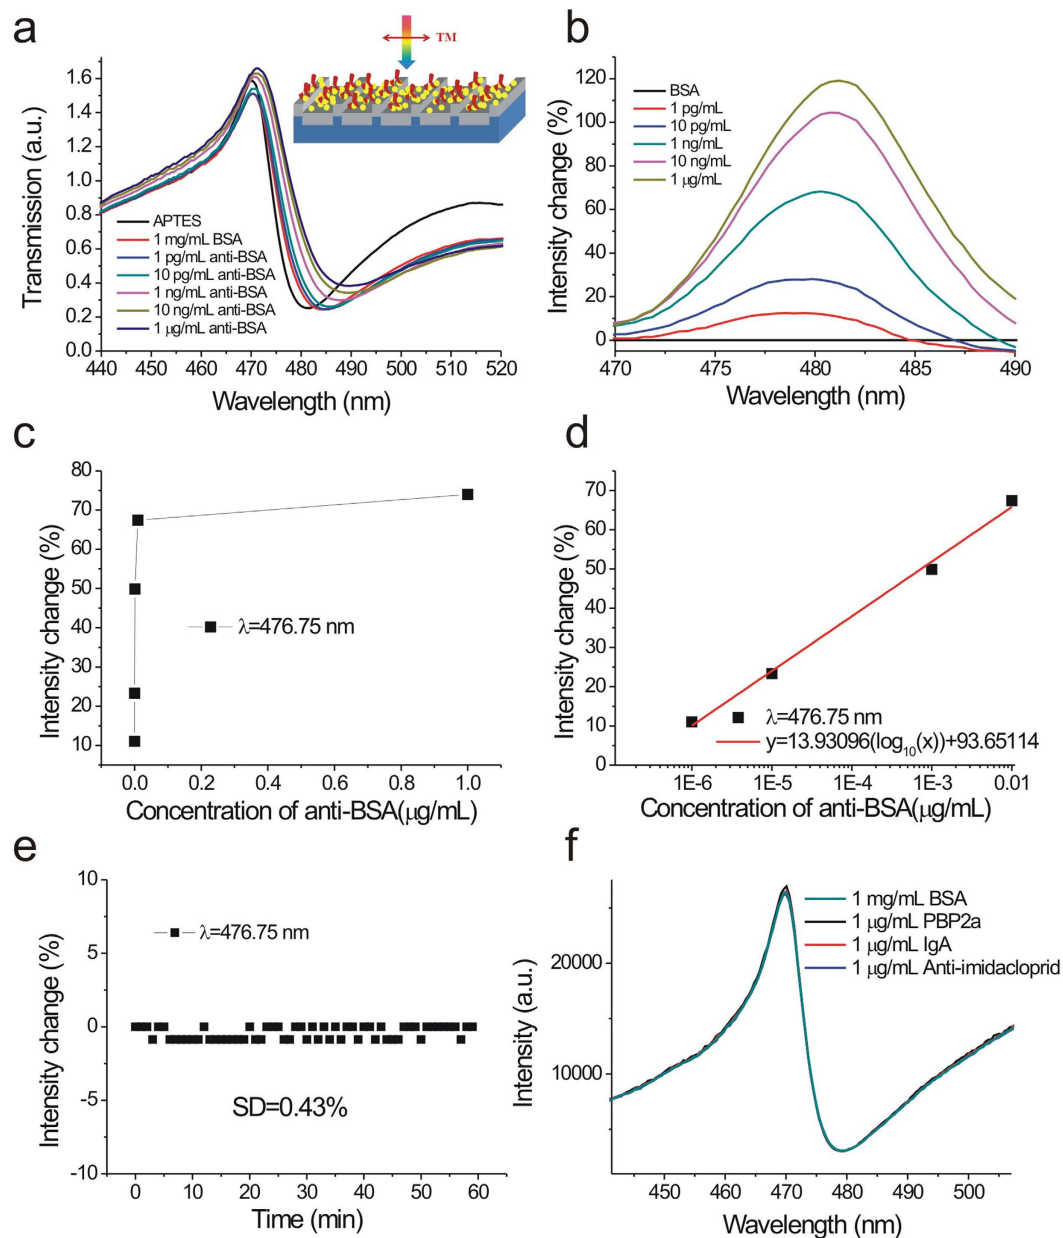 a
TM
Transmission (a.u.)
1.6
1.4
1.2
1.0
0.8
0.6
0.4
0.2
0.0
APTES
1 mg/mL BSA
1 pg/mL anti-BSA
10 pg/mL anti-BSA
1 ng/mL anti-BSA
10 ng/mL anti-BSA
1 μg/mL anti-BSA
440 450 460 470 480 490 500 510 520
Wavelength (nm)
b
Intensity change (%)
120
100
80
60
40
20
0
BSA
1 pg/mL
10 pg/mL
1 ng/mL
10 ng/mL
1 μg/mL
470 475 480 485 490
Wavelength (nm)
c
Intensity change (%)
80
70
60
50
40
30
20
10
0
λ=476.75 nm
0.0 0.2 0.4 0.6 0.8 1.0
Concentration of anti-BSA(μg/mL)
d
Intensity change (%)
70
60
50
40
30
20
10
0
λ=476.75 nm
y=13.93096(log10(x))+93.65114
1E-6 1E-5 1E-4 1E-3 0.01
Concentration of anti-BSA(μg/mL)
e
Intensity change (%)
10
5
0
-5
-10
λ=476.75 nm
SD=0.43%
0 10 20 30 40 50 60
Time (min)
f
Intensity (a.u.)
20000
10000
1 mg/mL BSA
1 μg/mL PBP2a
1 μg/mL IgA
1 μg/mL Anti-imidacloprid
450 460 470 480 490 500
Wavelength (nm)